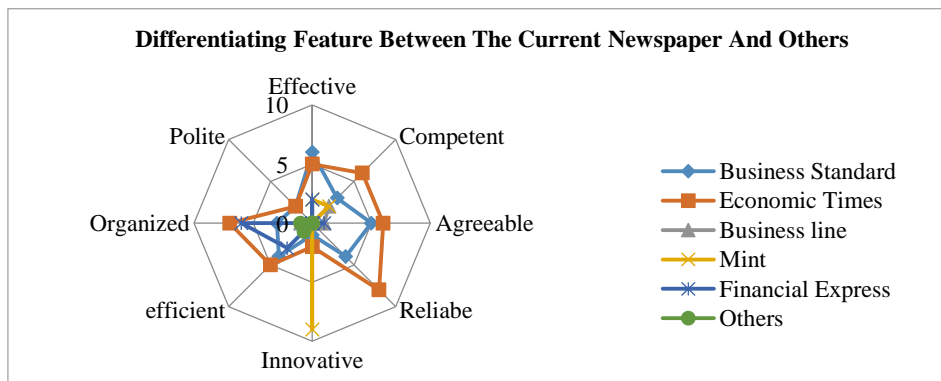 Differentiating Feature Between The Current Newspaper And Others
Effective
10
Polite
Competent
5
Organized
0
Agreeable
efficient
Reliabe
Innovative
Business Standard
Economic Times
Business line
Mint
Financial Express
Others